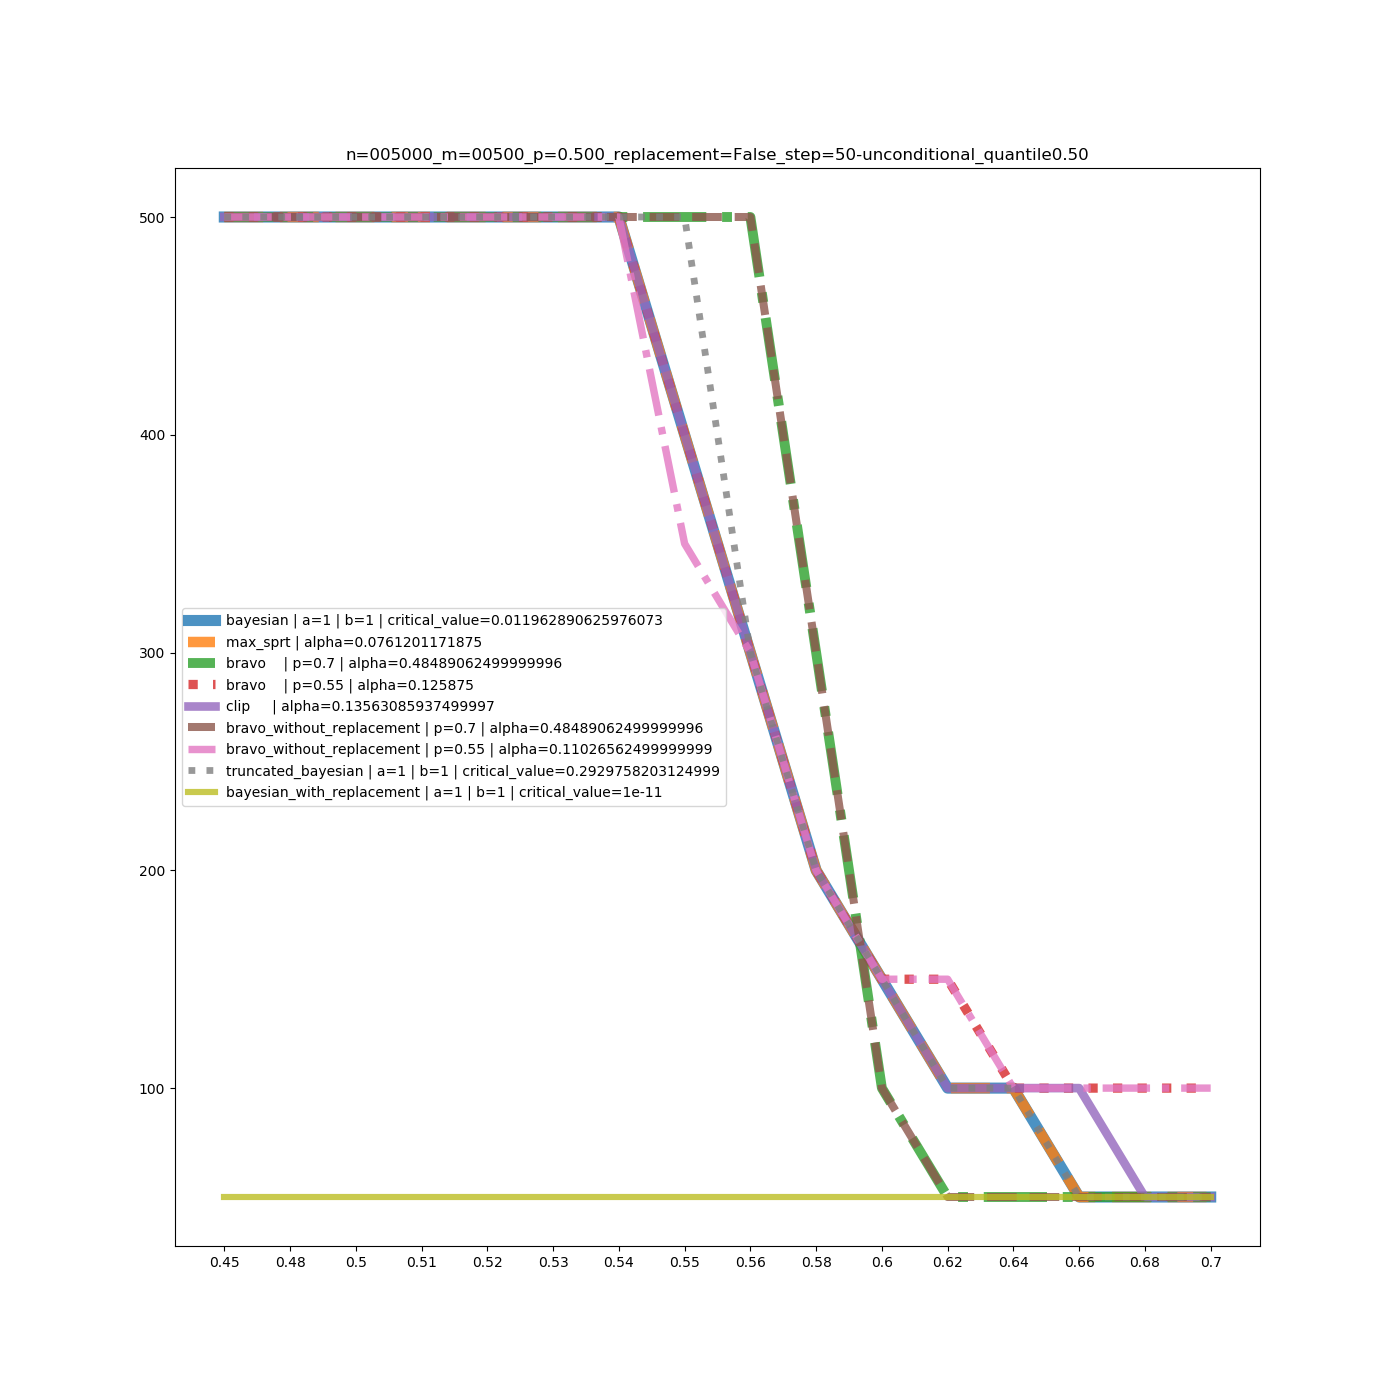 n=005000_m=00500_p=0.500_replacement=False_step=50-unconditional_quantile0.50
500
400
300
200
100
bayesian | a=1 | b=1 | critical_value=0.011962890625976073
max_sprt | alpha=0.0761201171875
bravo    | p=0.7 | alpha=0.48489062499999996
bravo    | p=0.55 | alpha=0.125875
clip     | alpha=0.13563085937499997
bravo_without_replacement | p=0.7 | alpha=0.48489062499999996
bravo_without_replacement | p=0.55 | alpha=0.11026562499999999
truncated_bayesian | a=1 | b=1 | critical_value=0.2929758203124999
bayesian_with_replacement | a=1 | b=1 | critical_value=1e-11
0.45 0.48 0.5 0.51 0.52 0.53 0.54 0.55 0.56 0.58 0.6 0.62 0.64 0.66 0.68 0.7